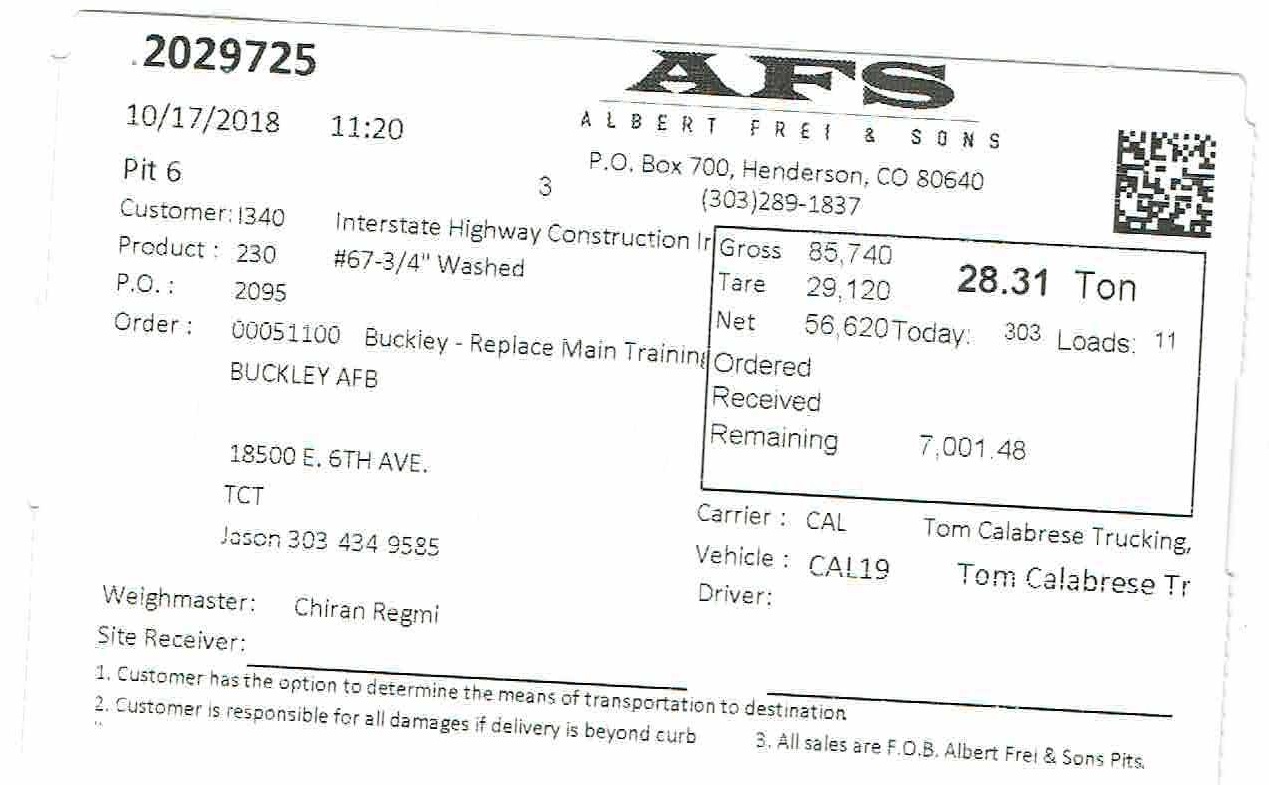 2029725
AFS
ALBERT FREI & SONS
10/17/2018 11:20
P.O. Box 700, Henderson, CO 80640
(303)289-1837
Pit 6
3
Customer: I340 Interstate Highway Construction In
Product : 230 #67-3/4" Washed
P.O. : 2095
Order : 00051100 Buckley - Replace Main Training
BUCKLEY AFB
18500 E. 6TH AVE.
TCT
Jason 303 434 9585
Gross 85,740
28.31 Ton
Tare 29,120
Net 56,620 Today: 303 Loads: 11
Ordered
Received
Remaining 7,001.48
Carrier : CAL Tom Calabrese Trucking,
Vehicle : CAL19 Tom Calabrese Tr
Driver:
Weighmaster: Chiran Regmi
Site Receiver:
1. Customer has the option to determine the means of transportation to destination
2. Customer is responsible for all damages if delivery is beyond curb
3. All sales are F.O.B. Albert Frei & Sons Pits.